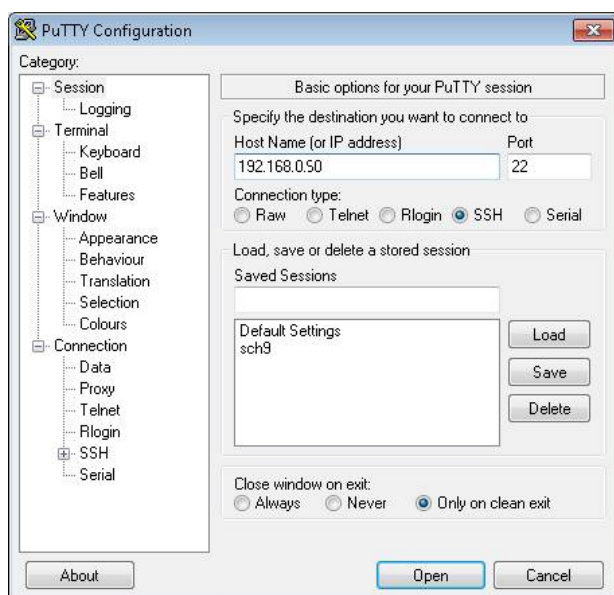 PuTTY Configuration
Category:
Session
Logging
Terminal
Keyboard
Bell
Features
Window
Appearance
Behaviour
Translation
Selection
Colours
Connection
Data
Proxy
Telnet
Rlogin
SSH
Serial
Basic options for your PuTTY session
Specify the destination you want to connect to
Host Name (or IP address) Port
192.168.0.50 22
Connection type:
Raw Telnet Rlogin SSH Serial
Load, save or delete a stored session
Saved Sessions
Default Settings
sch9
Load
Save
Delete
Close window on exit:
Always Never Only on clean exit
About Open Cancel